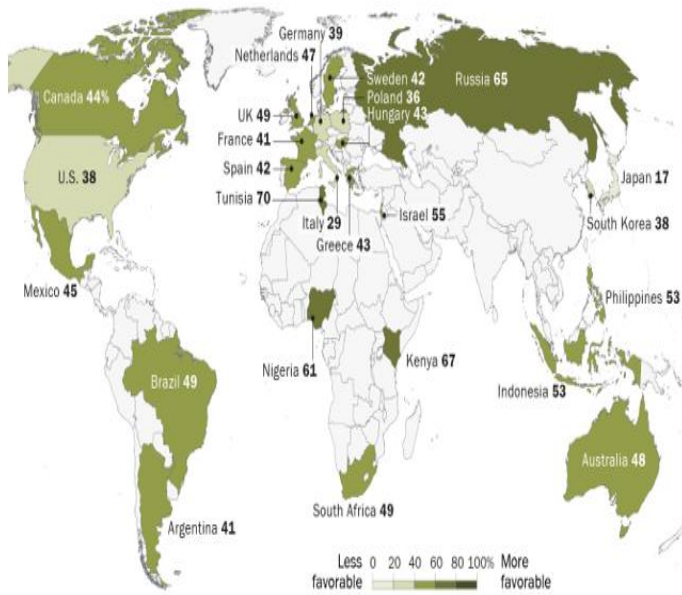 Germany 39
Netherlands 47
Canada 44%
Sweden 42
Poland 36
Hungary 43
Russia 65
UK 49
France 41
U.S. 38
Spain 42
Japan 17
Tunisia 70
Italy 29
Israel 55
South Korea 38
Greece 43
Mexico 45
Philippines 53
Nigeria 61
Kenya 67
Brazil 49
Indonesia 53
Australia 48
South Africa 49
Argentina 41
Less favorable 0 20 40 60 80 100% More favorable